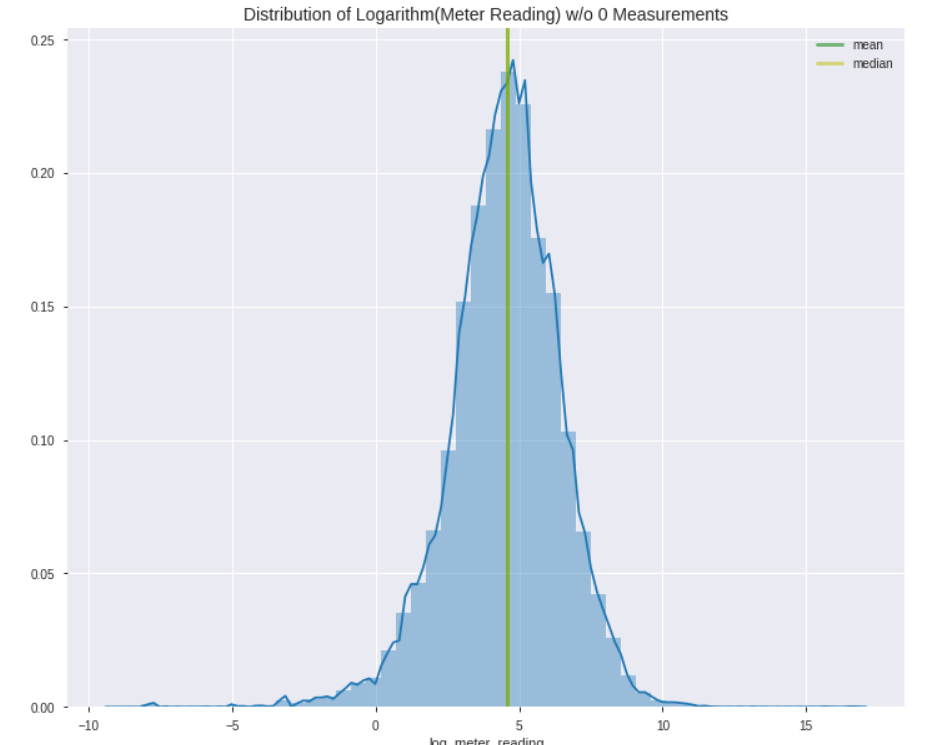 Distribution of Logarithm(Meter Reading) w/o 0 Measurements
mean
median
0.25
0.20
0.15
0.10
0.05
0.00
−10 −5 0 5 10 15
log_meter_reading